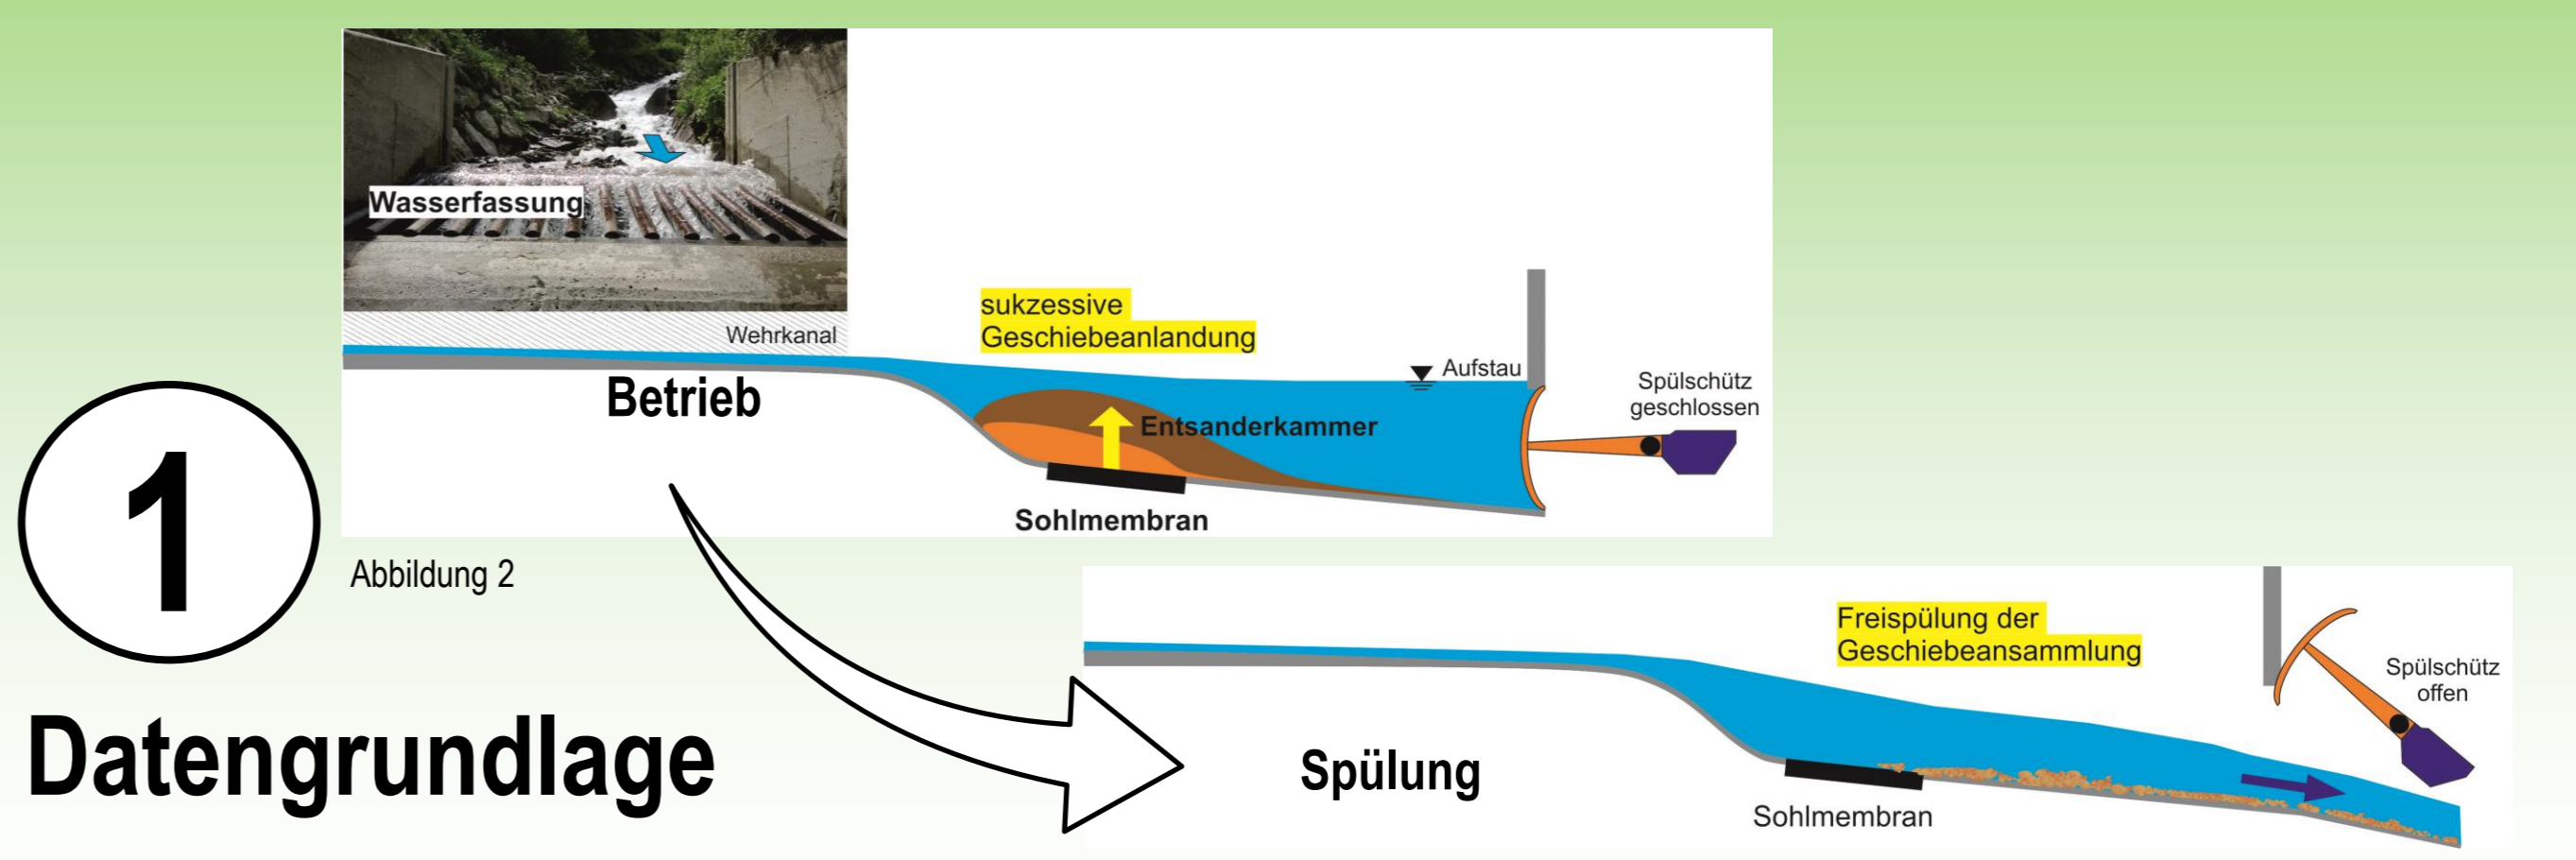 Wasserfassung
Wehrkanal
sukzessive
Geschiebeanlandung
Aufstau
Spülschütz
geschlossen
Betrieb
Entsanderkammer
Sohlmembran
1
Abbildung 2
Datengrundlage
Freispülung der
Geschiebeansammlung
Spülschütz
offen
Spülung
Sohlmembran